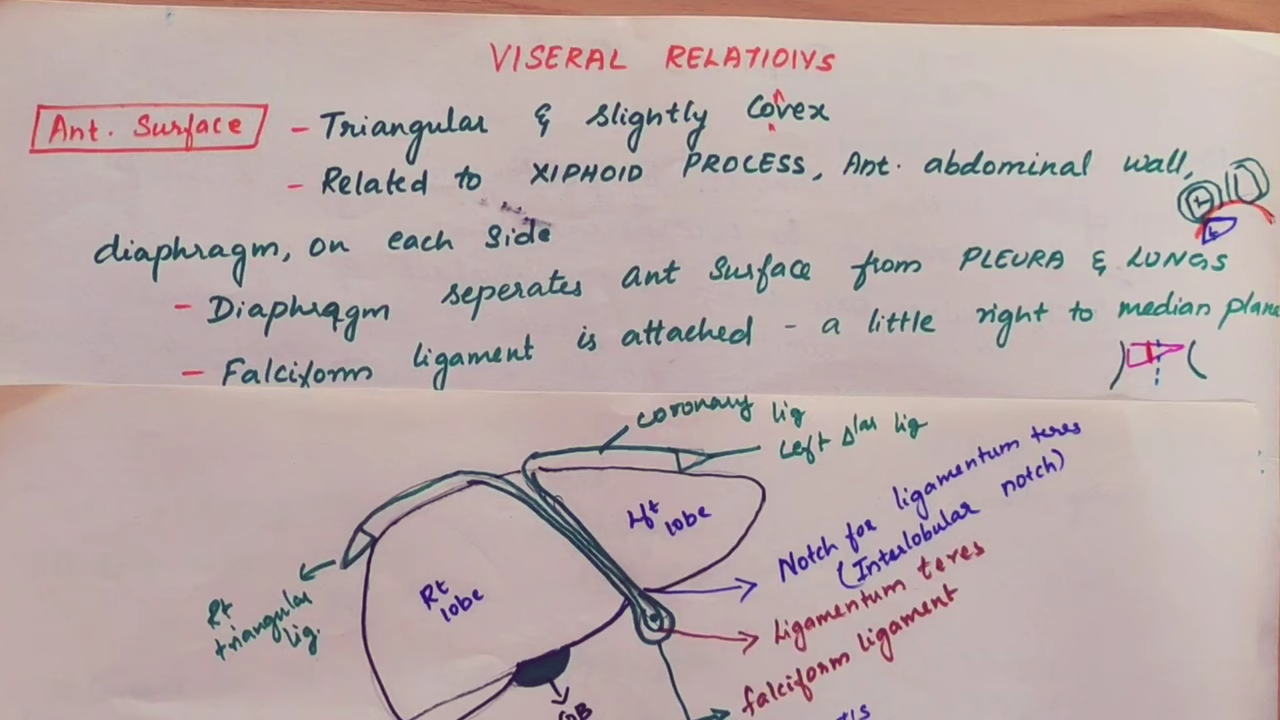 VISERAL RELATIONS
Ant. Surface - Triangular & slightly Covex
- Related to XIPHOID PROCESS, Ant. abdominal wall,
diaphragm, on each side
- Diaphragm seperates ant surface from PLEURA & LUNGS
- Falciform ligament is attached - a little right to median plane
coronary lig
Left Δlar lig
Lft lobe
Notch for ligamentum teres
(Interlobular notch)
Rt lobe
Rt
triangular
lig.
Ligamentum teres
falciform ligament
GB